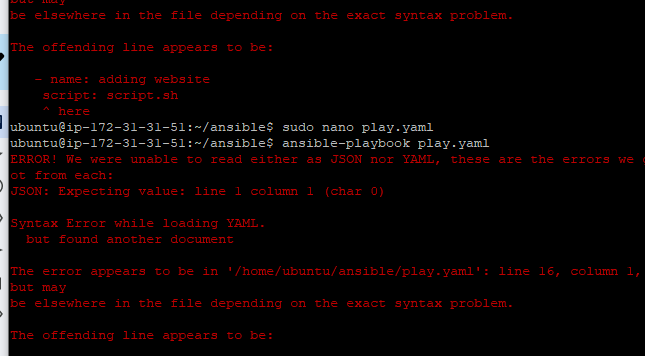 but may
be elsewhere in the file depending on the exact syntax problem.
The offending line appears to be:
- name: adding website
script: script.sh
^ here
ubuntu@ip-172-31-31-51:~/ansible$ sudo nano play.yaml
ubuntu@ip-172-31-31-51:~/ansible$ ansible-playbook play.yaml
ERROR! We were unable to read either as JSON nor YAML, these are the errors we g
ot from each:
JSON: Expecting value: line 1 column 1 (char 0)
Syntax Error while loading YAML.
but found another document
The error appears to be in '/home/ubuntu/ansible/play.yaml': line 16, column 1,
but may
be elsewhere in the file depending on the exact syntax problem.
The offending line appears to be: